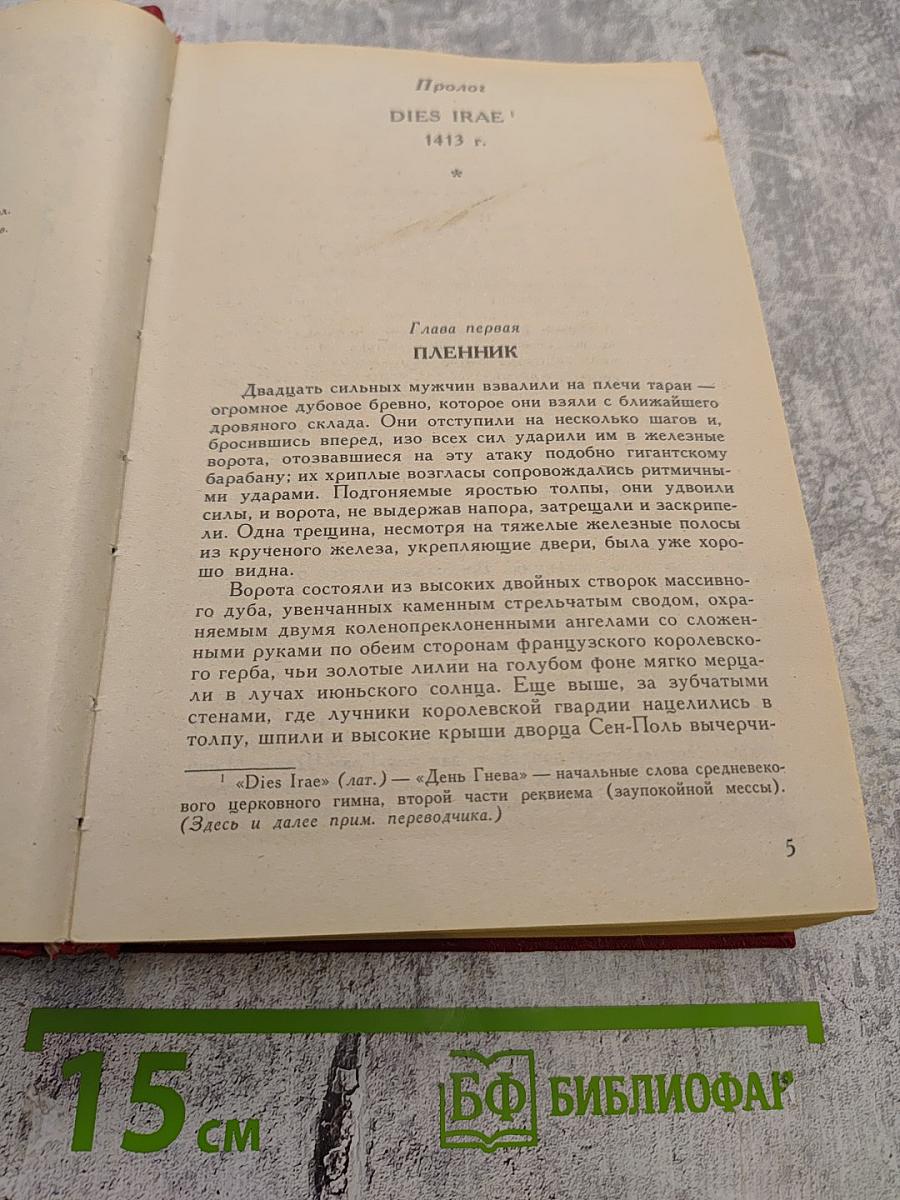 л.
в.
Пролог
DIES IRAE ¹
1413 г.
*
Глава первая
ПЛЕННИК
Двадцать сильных мужчин взвалили на плечи таран —
огромное дубовое бревно, которое они взяли с ближайшего
дровяного склада. Они отступили на несколько шагов и,
бросившись вперед, изо всех сил ударили им в железные
ворота, отозвавшиеся на эту атаку подобно гигантскому
барабану; их хриплые возгласы сопровождались ритмичны-
ми ударами. Подгоняемые яростью толпы, они удвоили
силы, и ворота, не выдержав напора, затрещали и заскрипе-
ли. Одна трещина, несмотря на тяжелые железные полосы
из крученого железа, укрепляющие двери, была уже хоро-
шо видна.
Ворота состояли из высоких двойных створок массивно-
го дуба, увенчанных каменным стрельчатым сводом, охра-
няемым двумя коленопреклоненными ангелами со сложен-
ными руками по обеим сторонам французского королевско-
го герба, чьи золотые лилии на голубом фоне мягко мерца-
ли в лучах июньского солнца. Еще выше, за зубчатыми
стенами, где лучники королевской гвардии нацелились в
толпу, шпили и высокие крыши дворца Сен-Поль вычерчи-
¹ «Dies Irae» (лат.) — «День Гнева» — начальные слова средневеко-
вого церковного гимна, второй части реквиема (заупокойной мессы).
(Здесь и далее прим. переводчика.)
5
15 см
БФ БИБЛИОФАГ